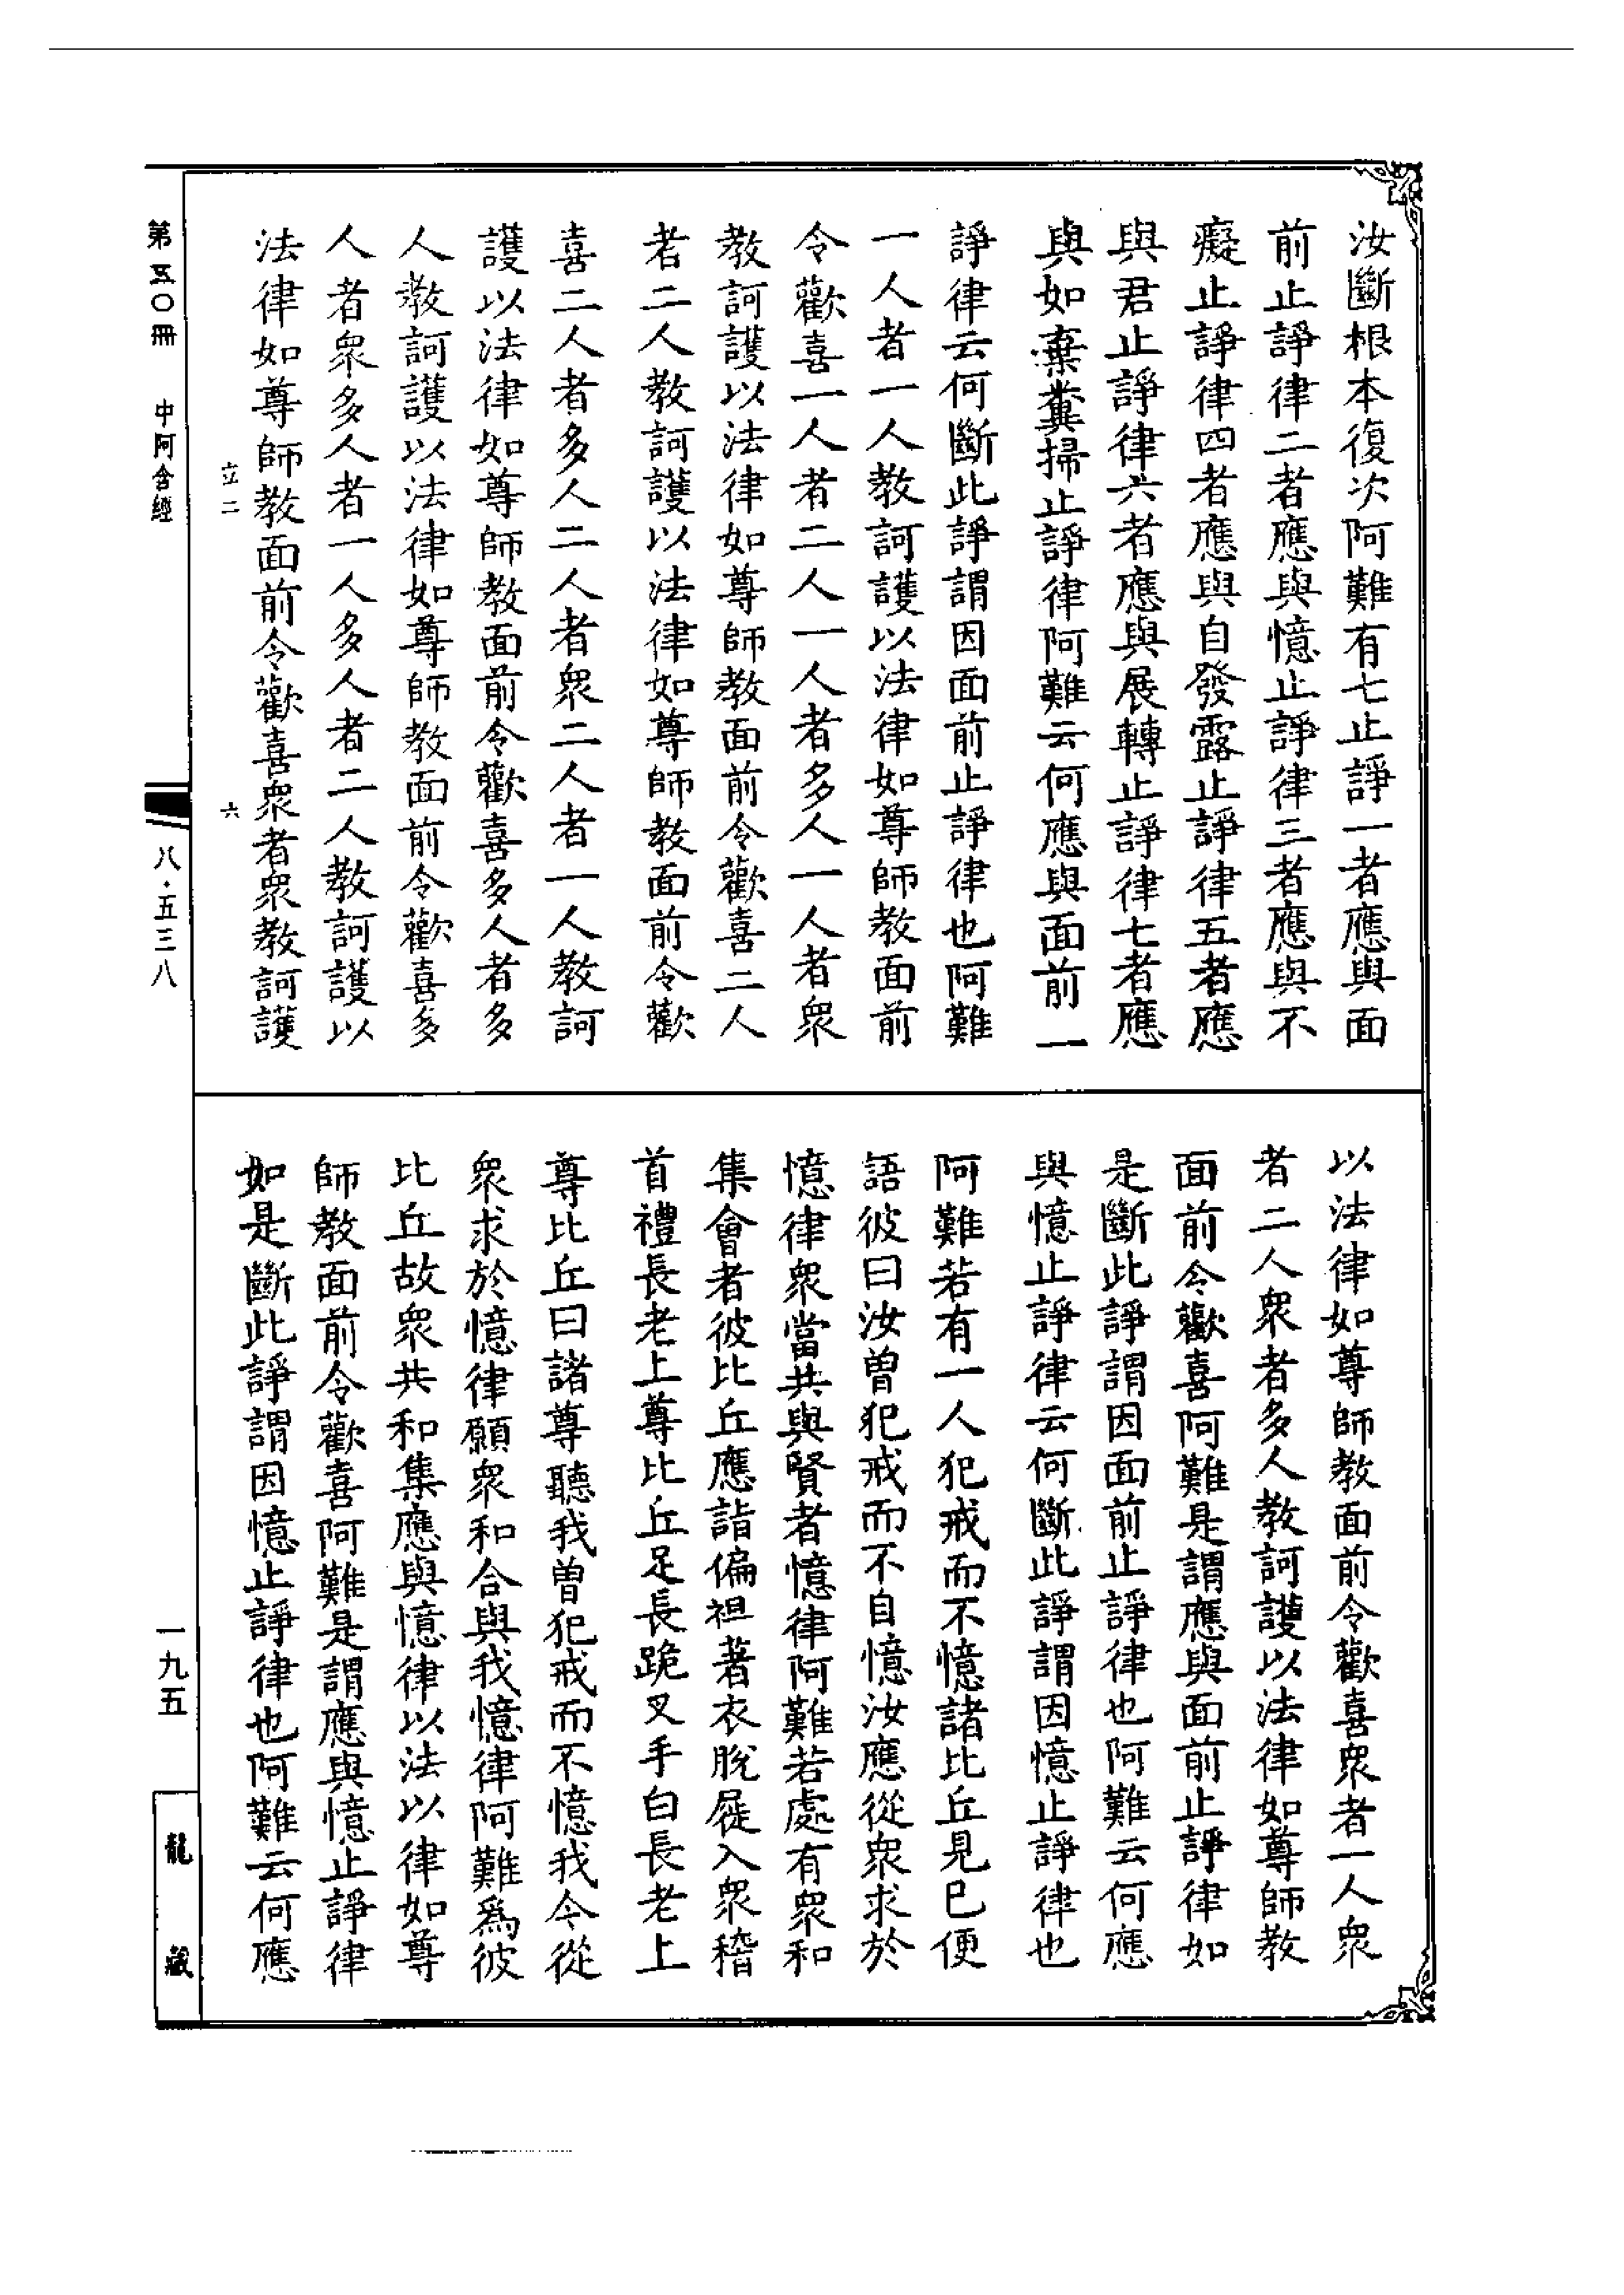 汝斷根本復次阿難有七止諍一者應與面
前止諍律二者應與憶止諍律三者應與不
癡止諍律四者應與自發露止諍律五者應
與君止諍律六者應與展轉止諍律七者應
與如棄糞掃止諍律阿難云何應與面前一
諍律云何斷此諍謂因面前止諍律也阿難
一人者一人教訶護以法律如尊師教面前
令歡喜一人者二人一人者多人一人者眾
教訶護以法律如尊師教面前令歡喜二人
者二人教訶護以法律如尊師教面前令歡
喜二人者多人二人者眾二人者一人教訶
護以法律如尊師教面前令歡喜多人者多
人教訶護以法律如尊師教面前令歡喜多
人者眾多人者一人多人者二人教訶護以
法律如尊師教面前令歡喜眾者眾教訶護
立二 六
以法律如尊師教面前令歡喜眾者一人眾
者二人眾者多人教訶護以法律如尊師教
面前令歡喜阿難是謂應與面前止諍律如
是斷此諍謂因面前止諍律也阿難云何應
與憶止諍律云何斷此諍謂因憶止諍律也
阿難若有一人犯戒而不憶諸比丘見已便
語彼曰汝曾犯戒而不自憶汝應從眾求於
憶律眾當共與賢者憶律阿難若處有眾和
集會者彼比丘應詣偏袒著衣脫屣入眾稽
首禮長老上尊比丘足長跪叉手白長老上
尊比丘曰諸尊聽我曾犯戒而不憶我今從
眾求於憶律願眾和合與我憶律阿難爲彼
比丘故眾共和集應與憶律以法以律如尊
師教面前令歡喜阿難是謂應與憶止諍律
如是斷此諍謂因憶止諍律也阿難云何應
第五〇冊 中阿含經
八·五三八
一九五
龍藏